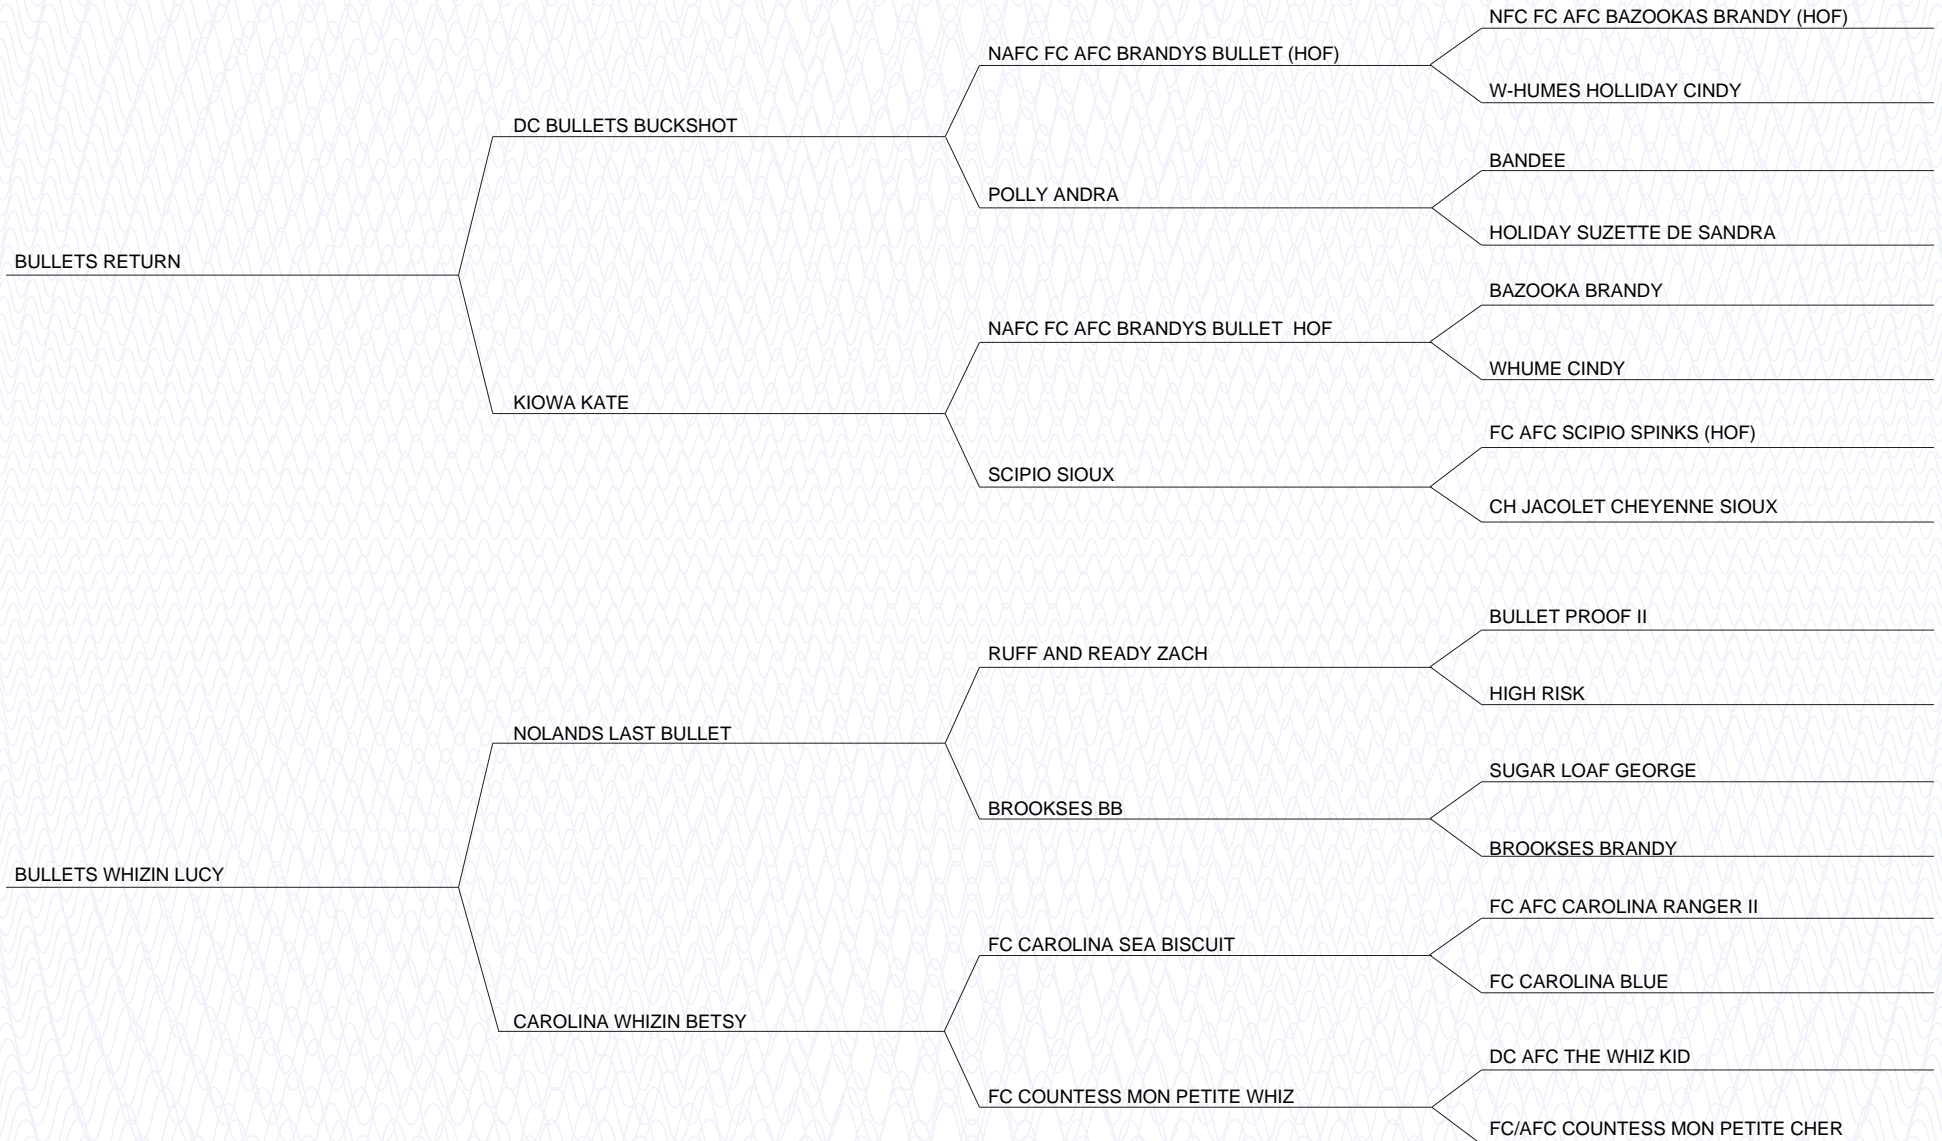 NFC FC AFC BAZOOKAS BRANDY (HOF)
NAFC FC AFC BRANDYS BULLET (HOF)
W-HUMES HOLLIDAY CINDY
DC BULLETS BUCKSHOT
BANDEE
POLLY ANDRA
HOLIDAY SUZETTE DE SANDRA
BULLETS RETURN
BAZOOKA BRANDY
NAFC FC AFC BRANDYS BULLET  HOF
WHUME CINDY
KIOWA KATE
FC AFC SCIPIO SPINKS (HOF)
SCIPIO SIOUX
CH JACOLET CHEYENNE SIOUX
BULLET PROOF II
RUFF AND READY ZACH
HIGH RISK
NOLANDS LAST BULLET
SUGAR LOAF GEORGE
BROOKSES BB
BROOKSES BRANDY
BULLETS WHIZIN LUCY
FC AFC CAROLINA RANGER II
FC CAROLINA SEA BISCUIT
FC CAROLINA BLUE
CAROLINA WHIZIN BETSY
DC AFC THE WHIZ KID
FC COUNTESS MON PETITE WHIZ
FC/AFC COUNTESS MON PETITE CHER